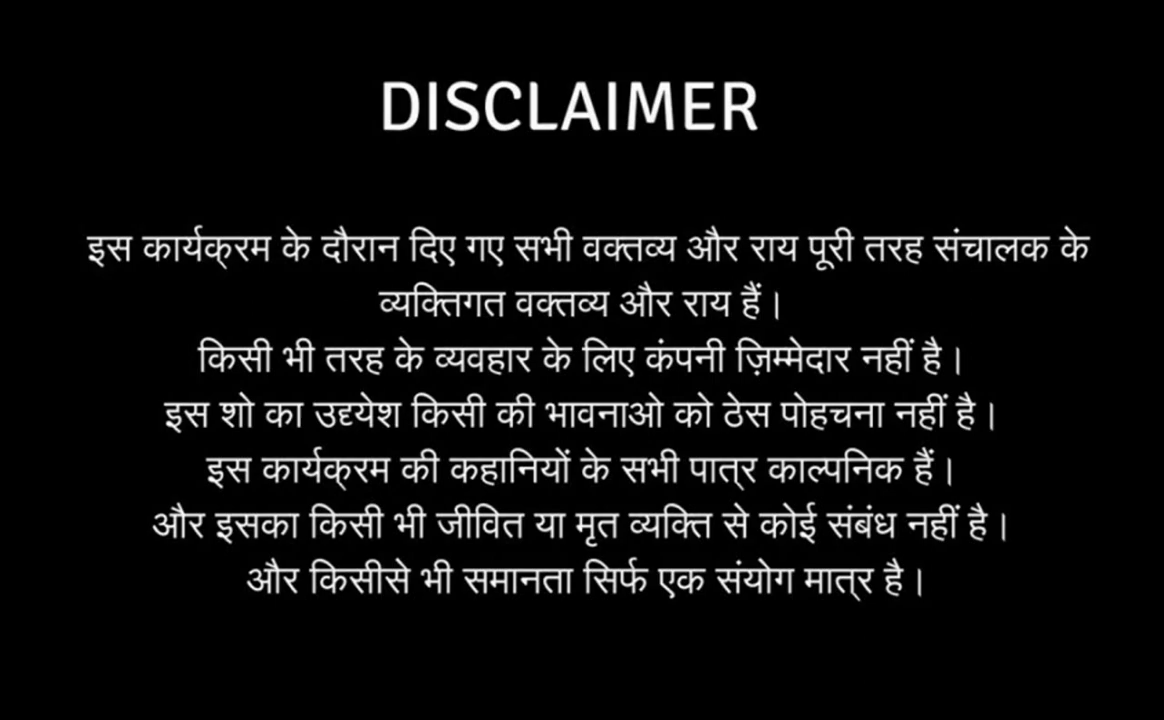 DISCLAIMER
इस कार्यक्रम के दौरान दिए गए सभी वक्तव्य और राय पूरी तरह संचालक के
व्यक्तिगत वक्तव्य और राय हैं।
किसी भी तरह के व्यवहार के लिए कंपनी ज़िम्मेदार नहीं है।
इस शो का उद्द्येश किसी की भावनाओ को ठेस पोहचना नहीं है।
इस कार्यक्रम की कहानियों के सभी पात्र काल्पनिक हैं।
और इसका किसी भी जीवित या मृत व्यक्ति से कोई संबंध नहीं है।
और किसीसे भी समानता सिर्फ एक संयोग मात्र है।